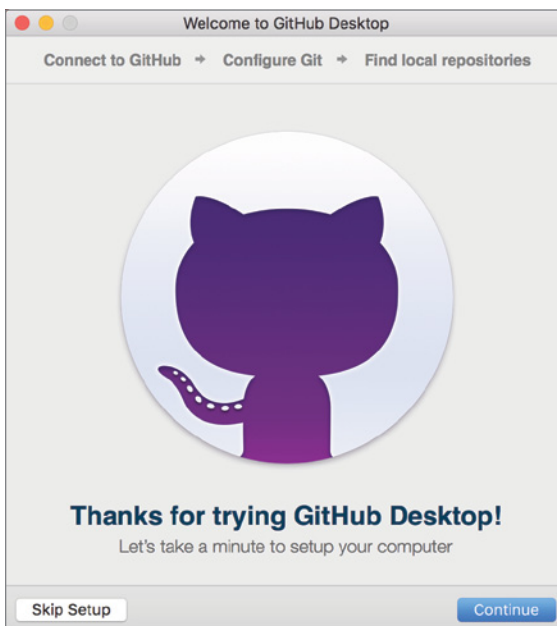 Welcome to GitHub Desktop
Connect to GitHub → Configure Git → Find local repositories
Thanks for trying GitHub Desktop!
Let's take a minute to setup your computer
Skip Setup Continue